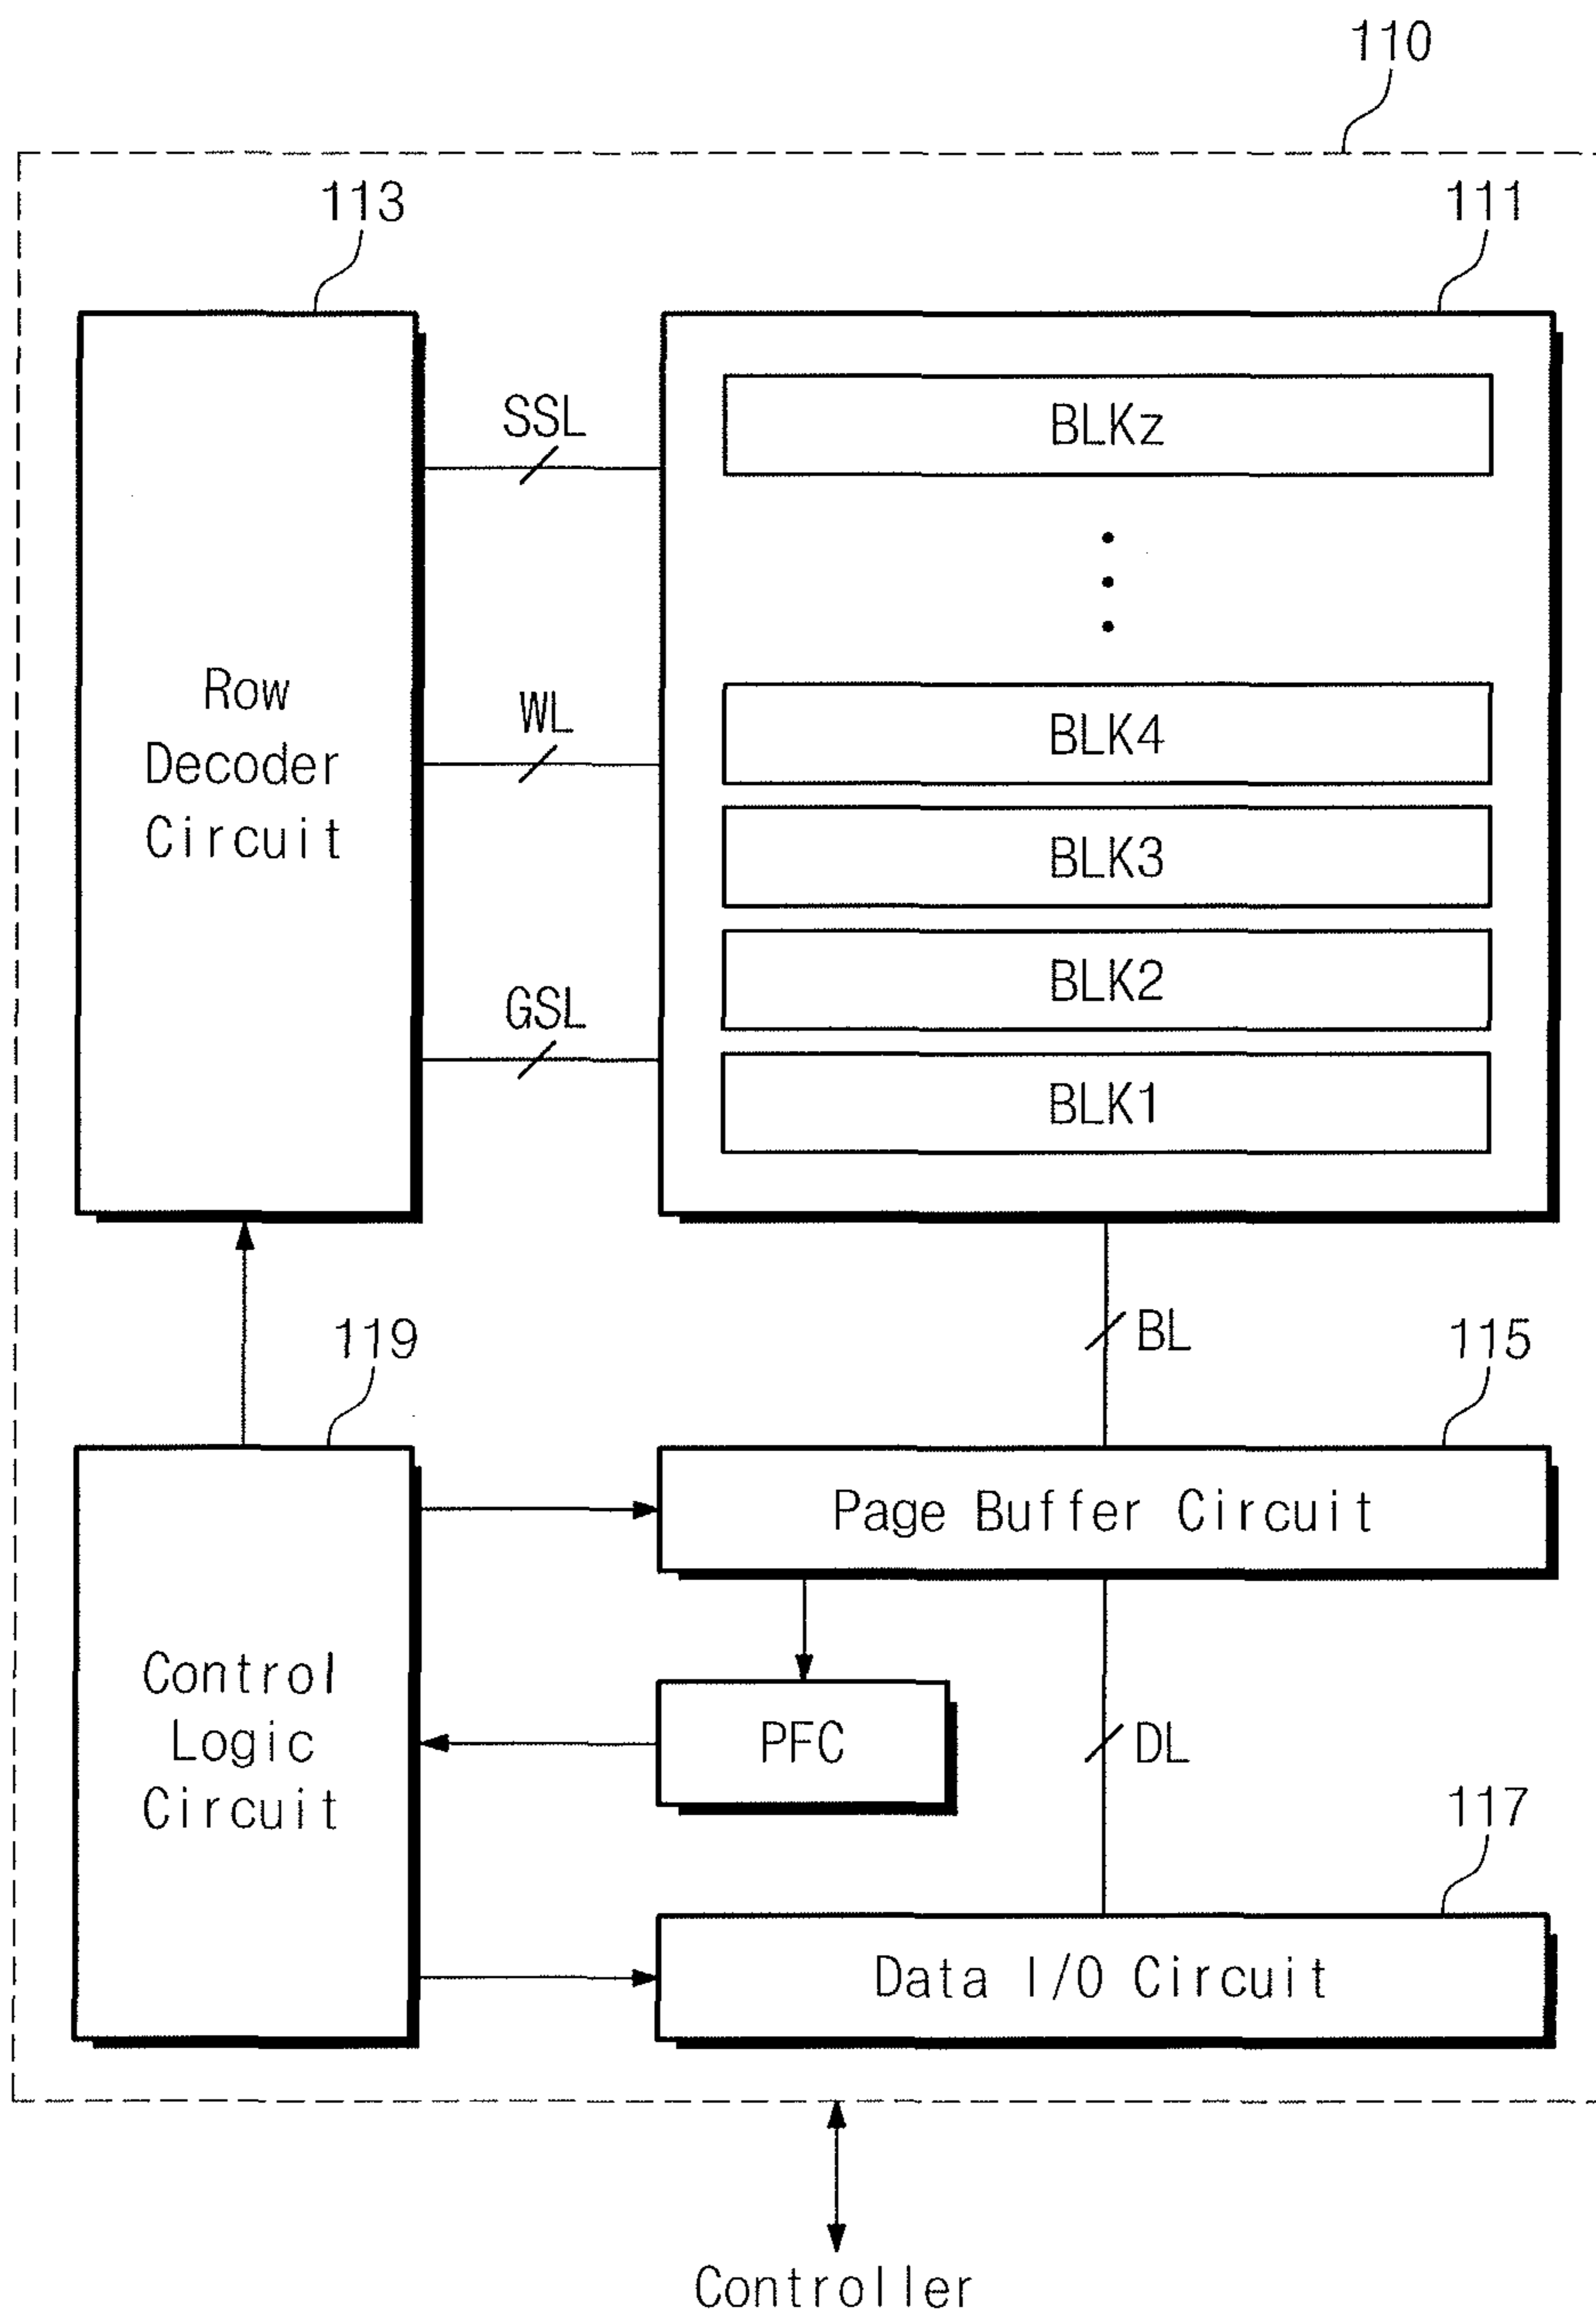 110
113
111
SSL
BLKz
Row
Decoder
Circuit
WL
BLK4
BLK3
GSL
BLK2
BLK1
BL
119
115
Page Buffer Circuit
Control
Logic
Circuit
PFC
DL
117
Data I/O Circuit
Controller